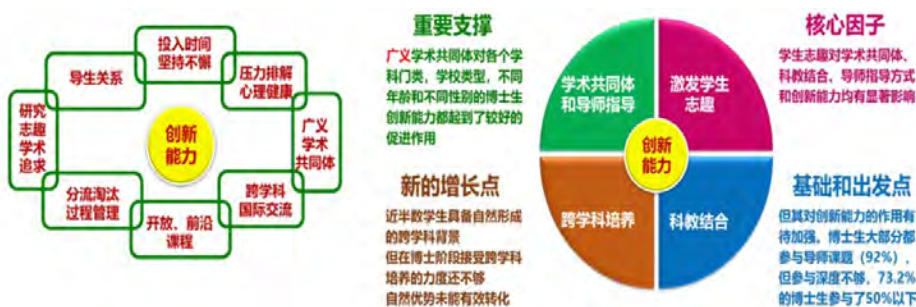 投入时间
坚持不懈
导生关系
压力排解
心理健康
研究
志趣
学术
追求
创新
能力
广义
学术
共同体
分流淘汰
过程管理
跨学科
国际交流
开放、前沿
课程
重要支撑
广义学术共同体对各个学
科门类，学校类型，不同
年龄和不同性别的博士生
创新能力都起到了较好的
促进作用
新的增长点
近半数学生具备自然形成
的跨学科背景
但在博士阶段接受跨学科
培养的力度还不够
自然优势未能有效转化
学术共同体
和导师指导
激发学生
志趣
创新
能力
跨学科培养
科教结合
核心因子
学生志趣对学术共同体、
科教结合、导师指导方式
和创新能力均有显著影响
基础和出发点
但其对创新能力的作用有
待加强。博士生大部分都
参与导师课题（92%），
但参与深度不够，73.2%
的博士生参与了50%以下